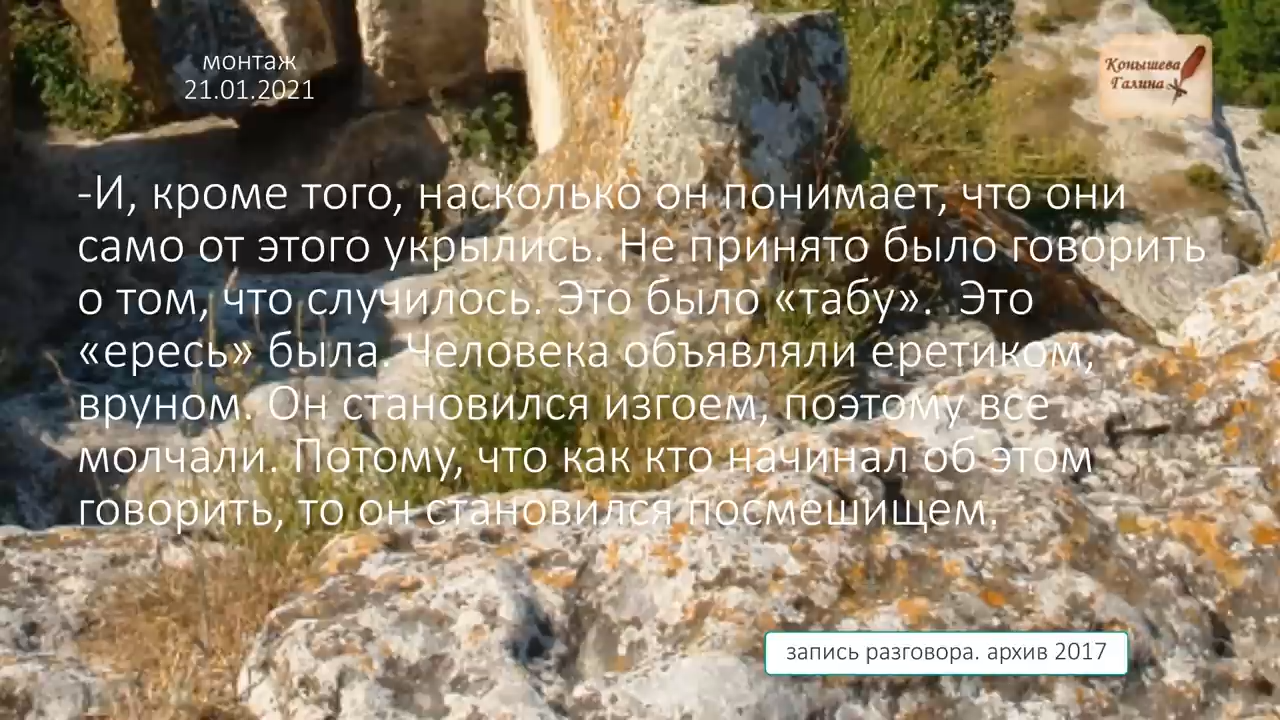 монтаж
21.01.2021
Конышева
Галина
-И, кроме того, насколько он понимает, что они
само от этого укрылись. Не принято было говорить
о том, что случилось. Это было «табу».  Это
«ересь» была. Человека объявляли еретиком,
вруном. Он становился изгоем, поэтому все
молчали. Потому, что как кто начинал об этом
говорить, то он становился посмешищем.
запись разговора. архив 2017